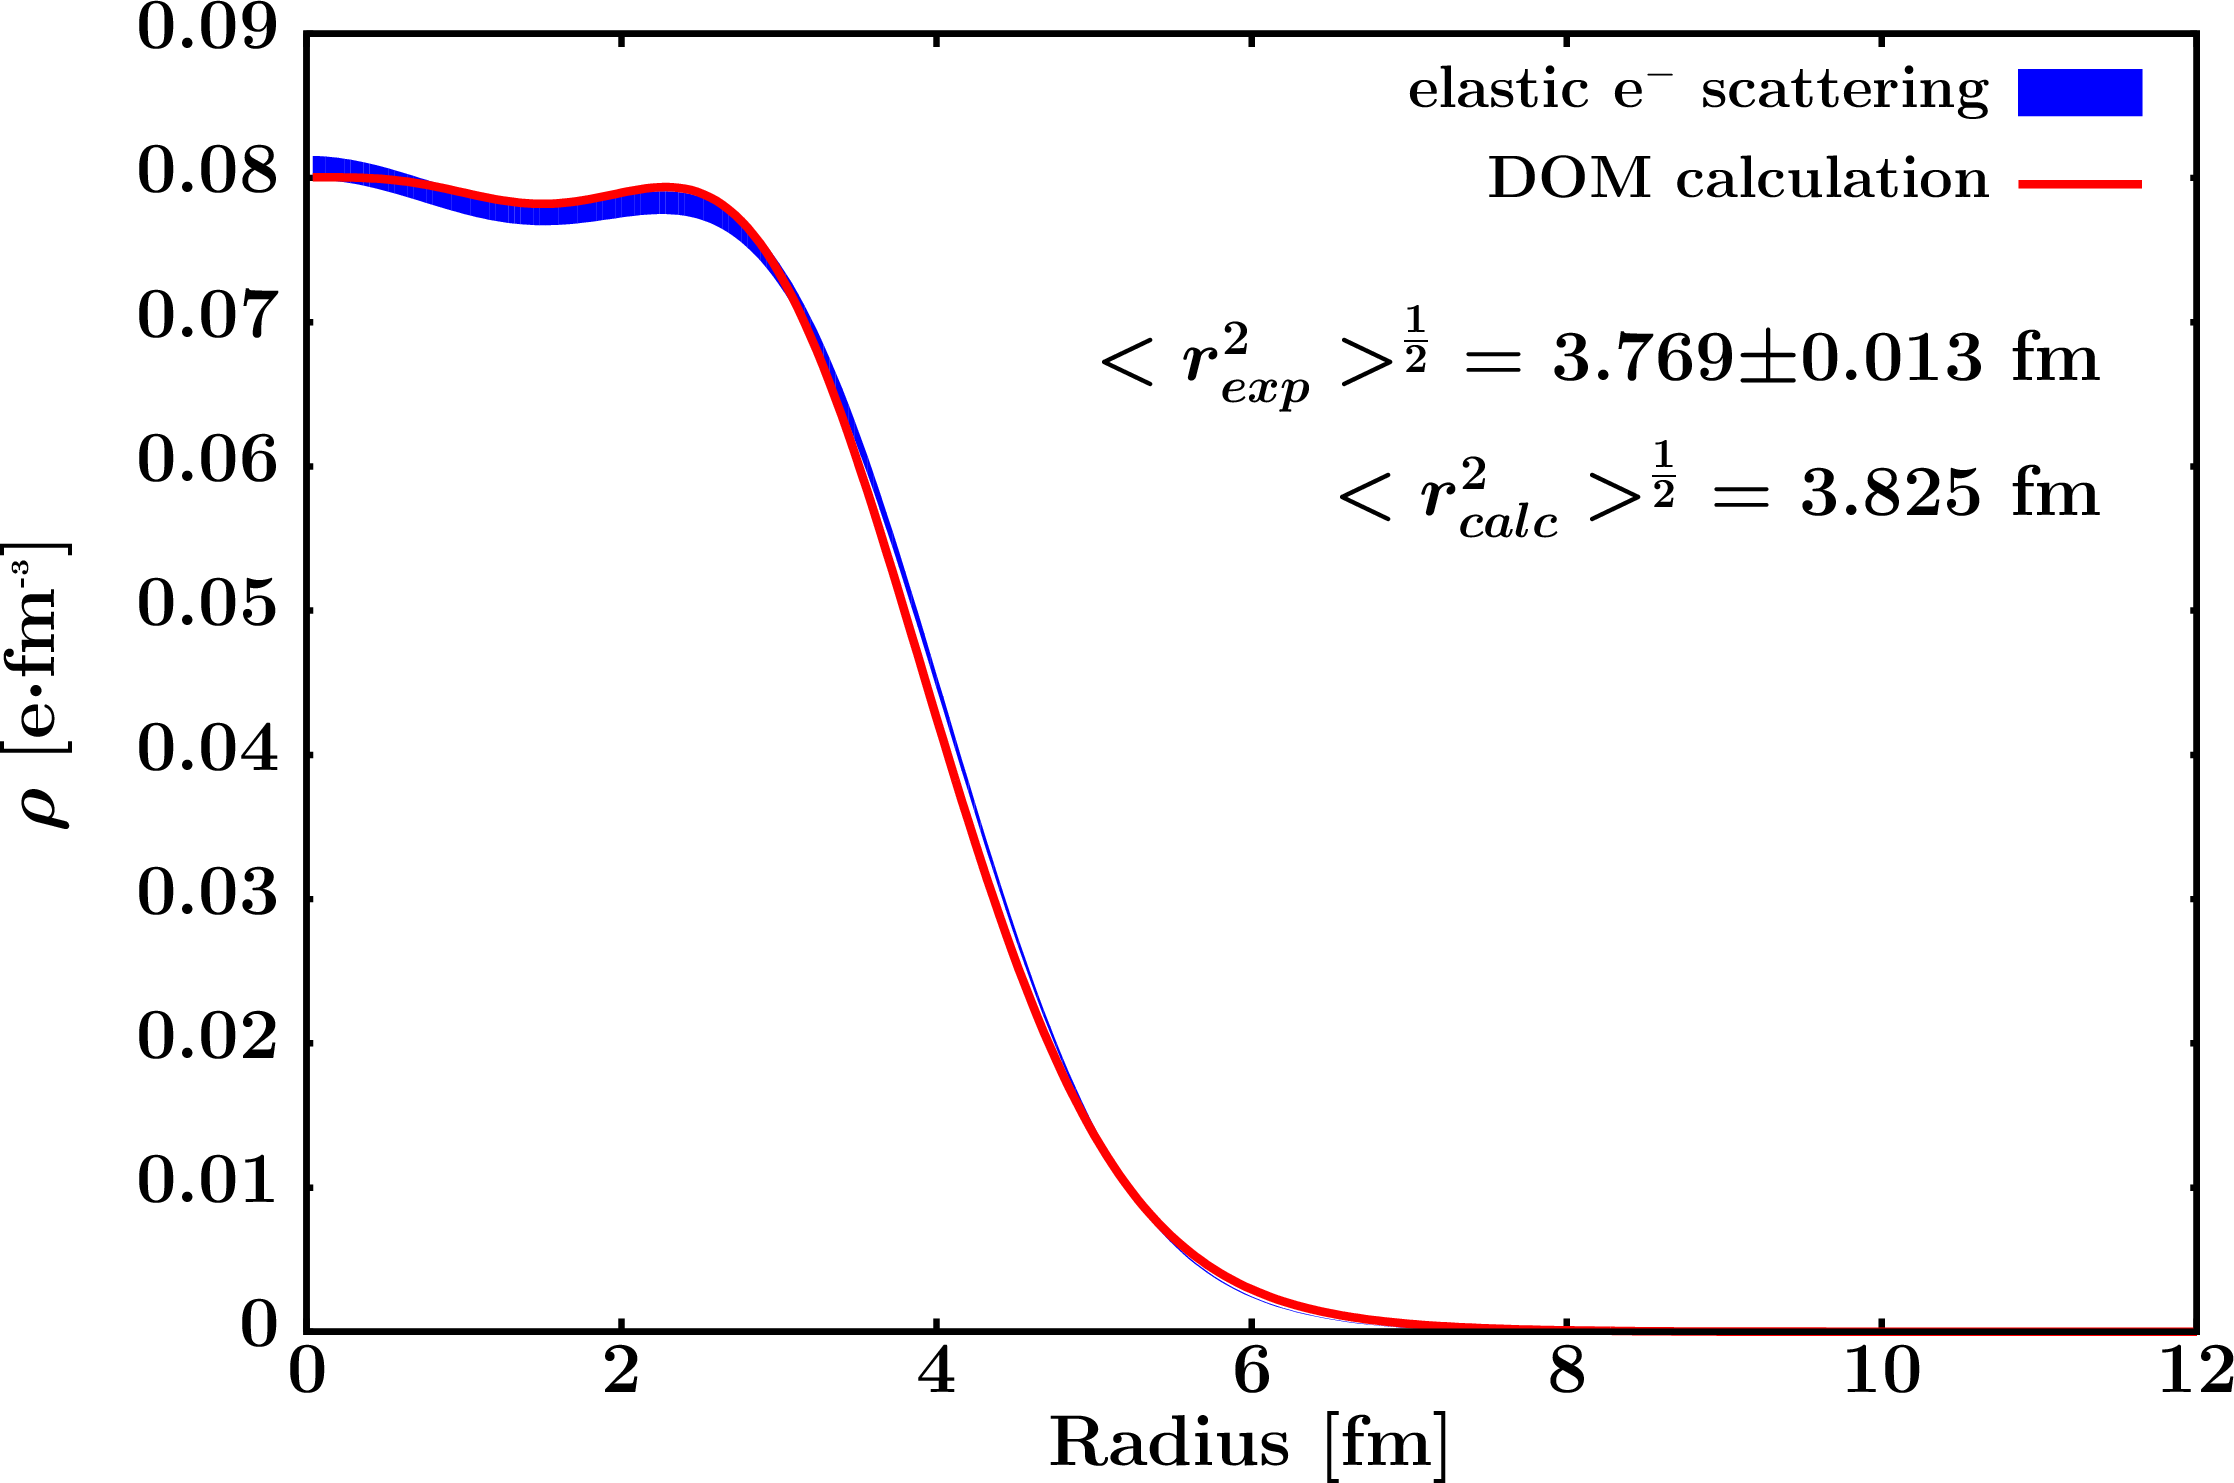 0.09
0.08
0.07
0.06
0.05
0.04
0.03
0.02
0.01
0
ρ [e·fm⁻³]
elastic e⁻ scattering
DOM calculation
< r²ₑₓₚ >^½ = 3.769±0.013 fm
< r²_calc >^½ = 3.825 fm
0 2 4 6 8 10 12
Radius [fm]